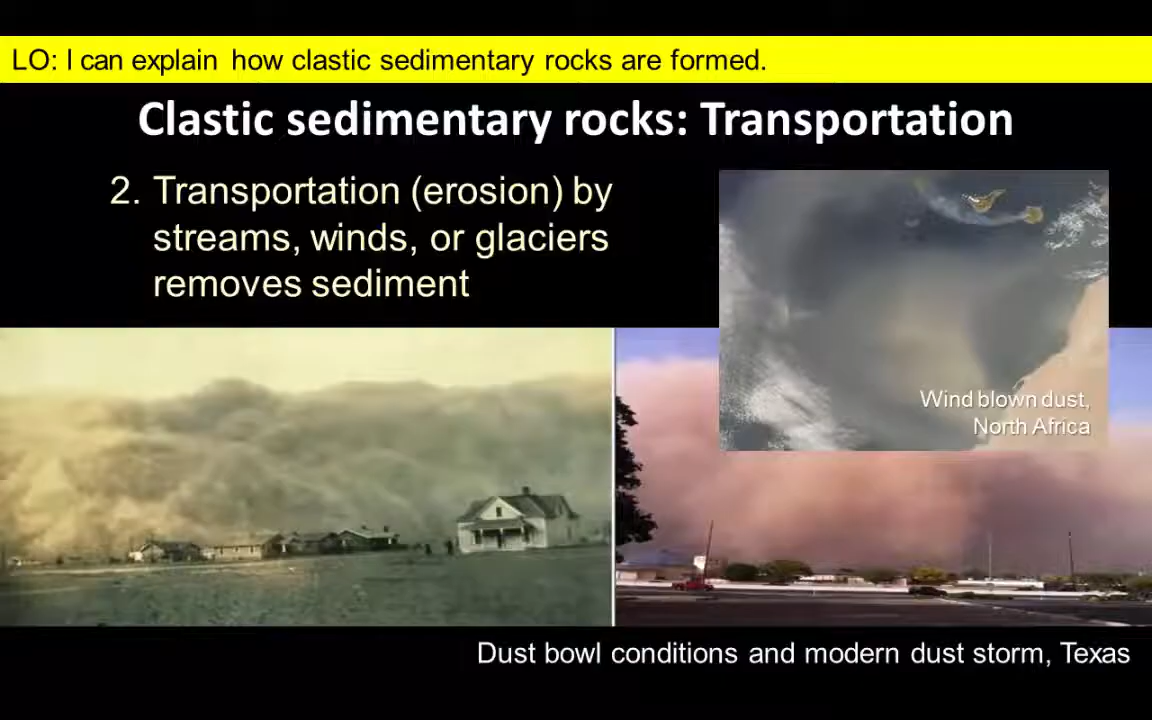 LO: I can explain how clastic sedimentary rocks are formed.
Clastic sedimentary rocks: Transportation
2. Transportation (erosion) by
streams, winds, or glaciers
removes sediment
Wind blown dust,
North Africa
Dust bowl conditions and modern dust storm, Texas